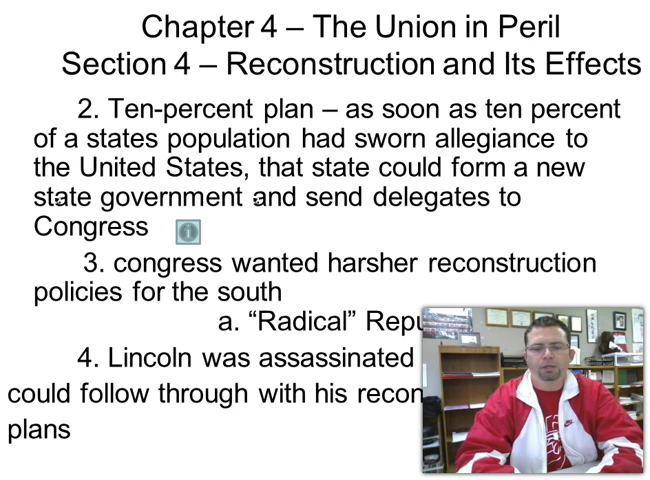 Chapter 4 – The Union in Peril
Section 4 – Reconstruction and Its Effects
2. Ten-percent plan – as soon as ten percent
of a states population had sworn allegiance to
the United States, that state could form a new
state government and send delegates to
Congress
3. congress wanted harsher reconstruction
policies for the south
a. “Radical” Repu
4. Lincoln was assassinated
could follow through with his recon
plans